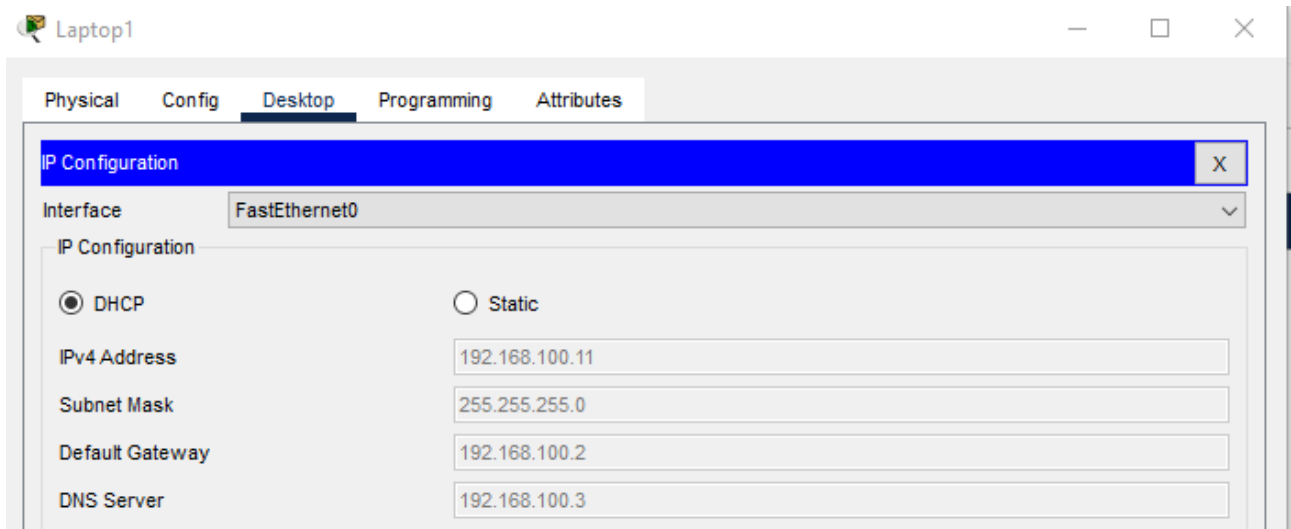 Laptop1
Physical Config Desktop Programming Attributes
IP Configuration X
Interface FastEthernet0
IP Configuration
DHCP Static
IPv4 Address 192.168.100.11
Subnet Mask 255.255.255.0
Default Gateway 192.168.100.2
DNS Server 192.168.100.3